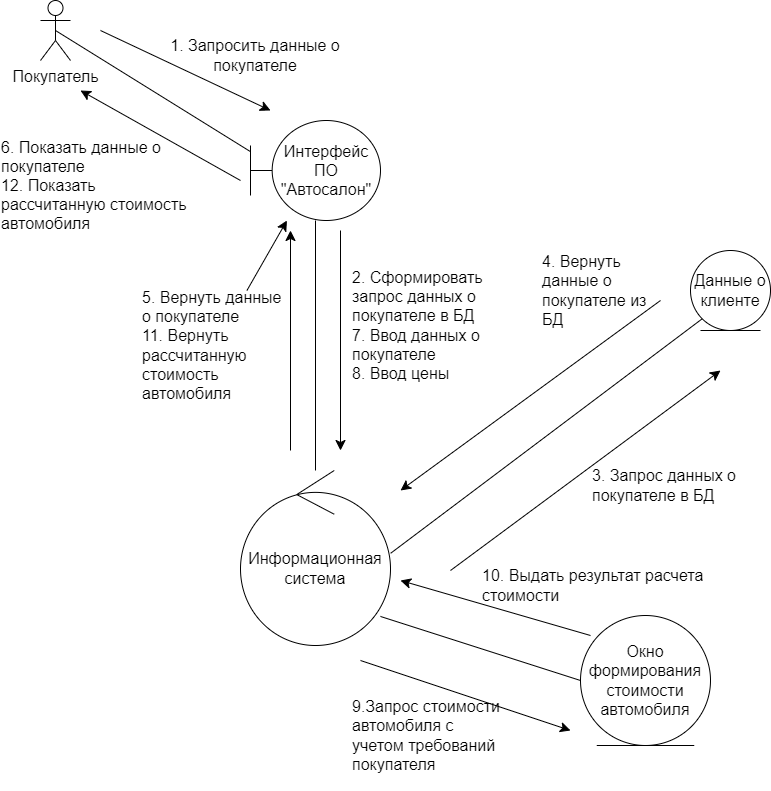 1. Запросить данные о
покупателе
Покупатель
6. Показать данные о
покупателе
12. Показать
рассчитанную стоимость
автомобиля
Интерфейс
ПО
"Автосалон"
5. Вернуть данные
о покупателе
11. Вернуть
рассчитанную
стоимость
автомобиля
2. Сформировать
запрос данных о
покупателе в БД
7. Ввод данных о
покупателе
8. Ввод цены
4. Вернуть
данные о
покупателе из
БД
Данные о
клиенте
3. Запрос данных о
покупателе в БД
Информационная
система
10. Выдать результат расчета
стоимости
Окно
формирования
стоимости
автомобиля
9.Запрос стоимости
автомобиля с
учетом требований
покупателя